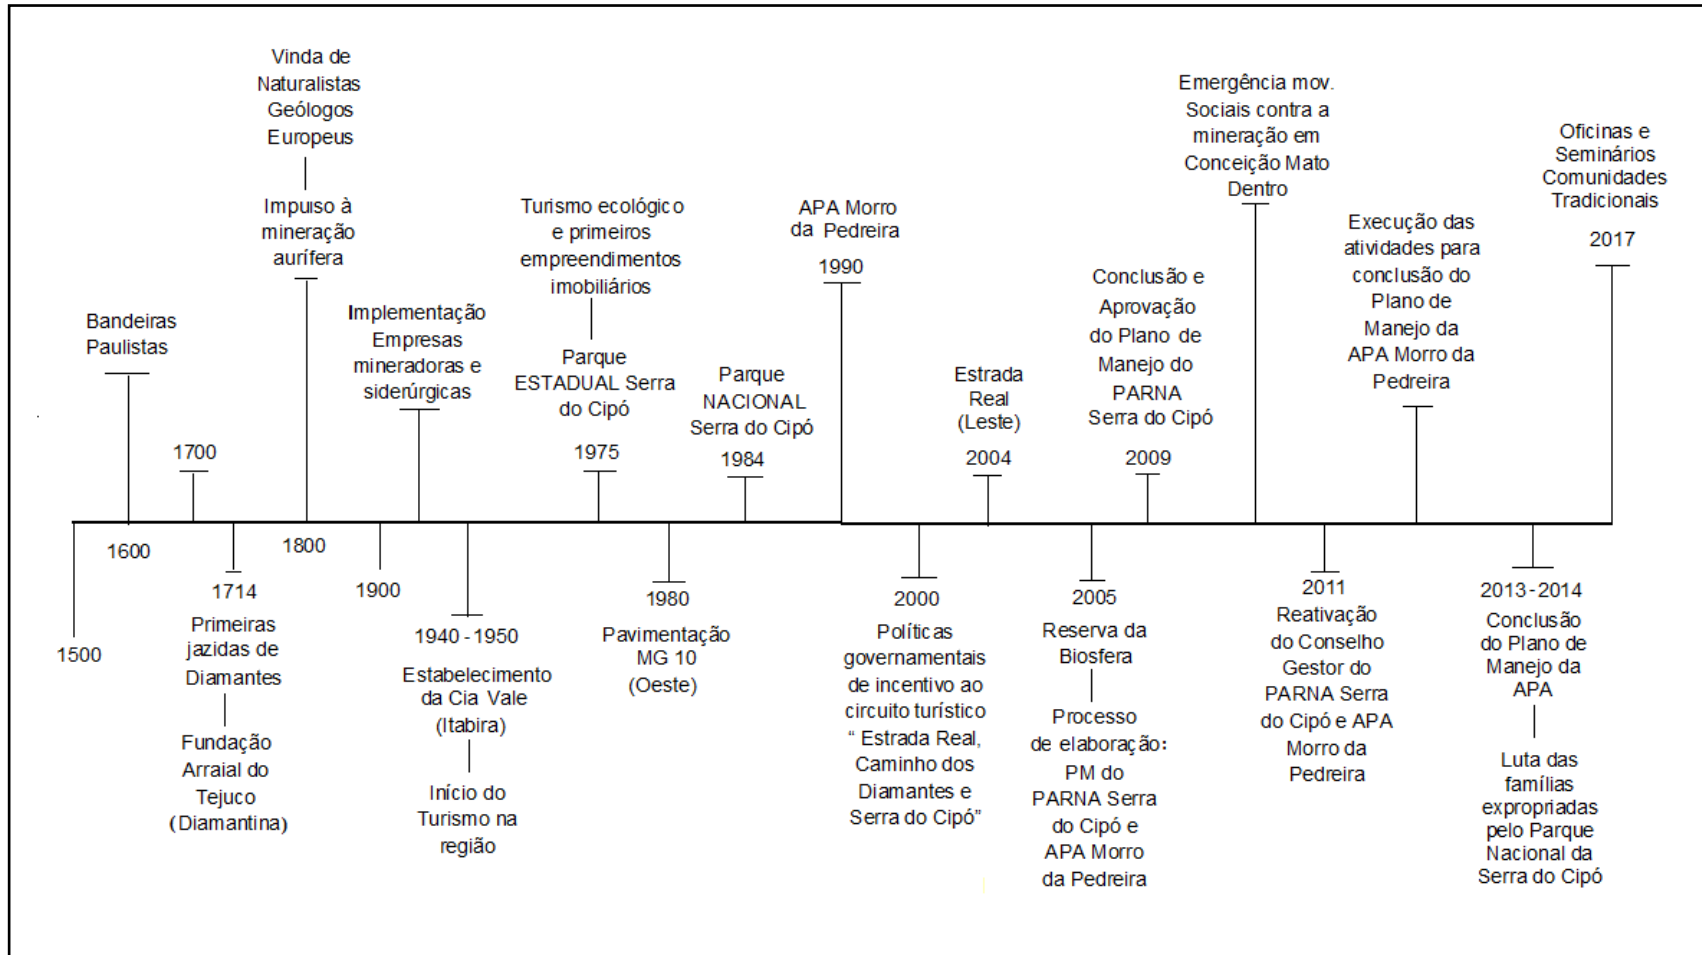 Vinda de
Naturalistas
Geólogos
Europeus
Impulso à
mineração
aurífera
Bandeiras
Paulistas
1700
Implementação
Empresas
mineradoras e
siderúrgicas
Turismo ecológico
e primeiros
empreendimentos
imobiliários
Parque
ESTADUAL Serra
do Cipó
1975
Parque
NACIONAL
Serra do Cipó
1984
APA Morro
da Pedreira
1990
Estrada
Real
(Leste)
2004
Conclusão e
Aprovação
do Plano de
Manejo do
PARNA
Serra do Cipó
2009
Emergência mov.
Sociais contra a
mineração em
Conceição Mato
Dentro
Execução das
atividades para
conclusão do
Plano de
Manejo da
APA Morro da
Pedreira
Oficinas e
Seminários
Comunidades
Tradicionais
2017
1500
1600
1714
Primeiras
jazidas de
Diamantes
Fundação
Arraial do
Tejuco
(Diamantina)
1800
1900
1940 - 1950
Estabelecimento
da Cia Vale
(Itabira)
Início do
Turismo na
região
1980
Pavimentação
MG 10
(Oeste)
2000
Políticas
governamentais
de incentivo ao
circuito turístico
“ Estrada Real,
Caminho dos
Diamantes e
Serra do Cipó”
2005
Reserva da
Biosfera
Processo
de elaboração:
PM do
PARNA Serra
do Cipó e
APA Morro
da Pedreira
2011
Reativação
do Conselho
Gestor do
PARNA Serra
do Cipó e APA
Morro da
Pedreira
2013 - 2014
Conclusão
do Plano de
Manejo da
APA
Luta das
famílias
expropriadas
pelo Parque
Nacional da
Serra do Cipó